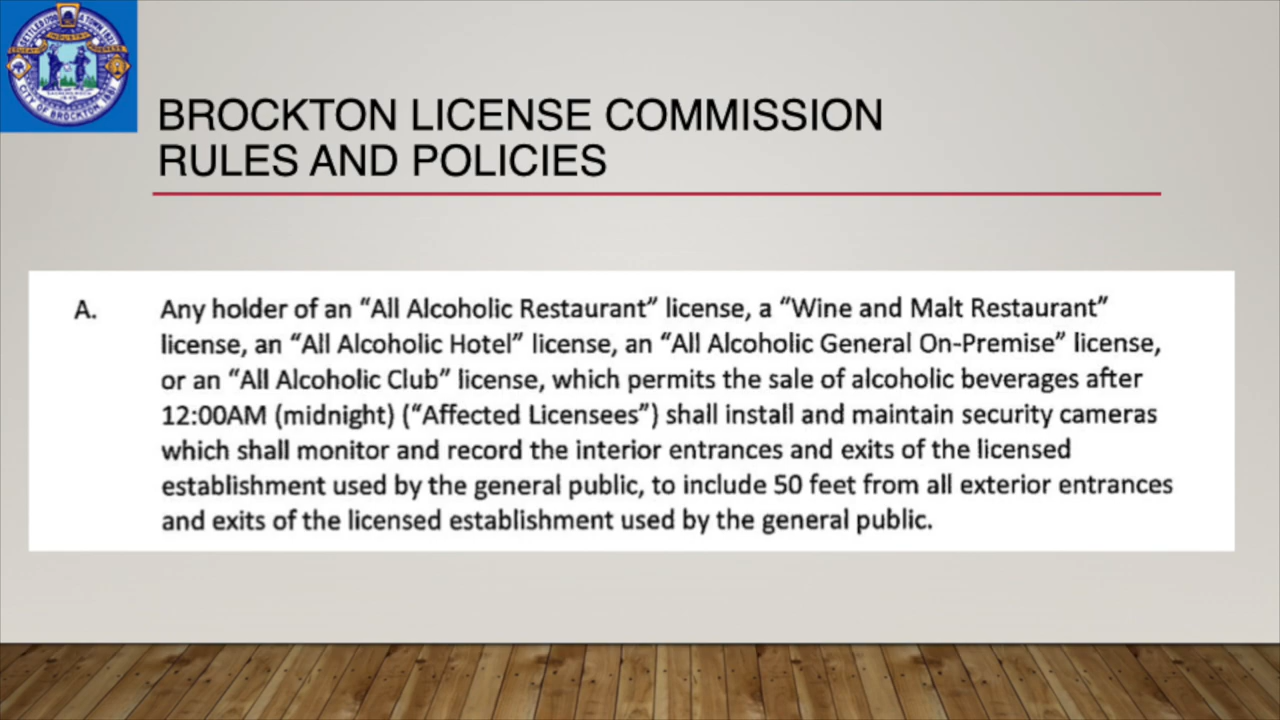 BROCKTON LICENSE COMMISSION
RULES AND POLICIES
A. Any holder of an “All Alcoholic Restaurant” license, a “Wine and Malt Restaurant”
license, an “All Alcoholic Hotel” license, an “All Alcoholic General On-Premise” license,
or an “All Alcoholic Club” license, which permits the sale of alcoholic beverages after
12:00AM (midnight) (“Affected Licensees”) shall install and maintain security cameras
which shall monitor and record the interior entrances and exits of the licensed
establishment used by the general public, to include 50 feet from all exterior entrances
and exits of the licensed establishment used by the general public.
CITY OF BROCKTON